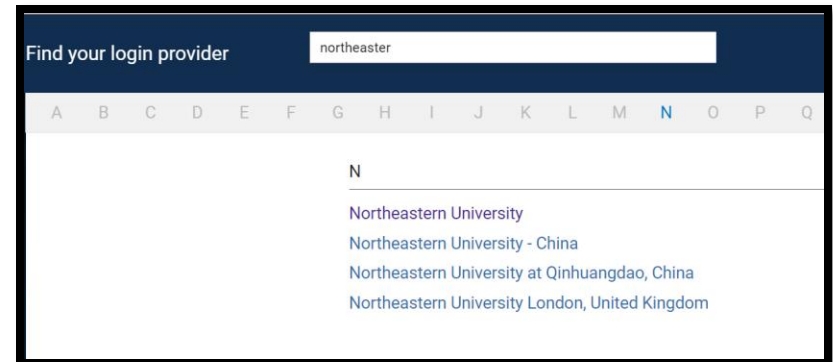 Find your login provider northeaster
A B C D E F G H I J K L M N O P Q
N
Northeastern University
Northeastern University - China
Northeastern University at Qinhuangdao, China
Northeastern University London, United Kingdom